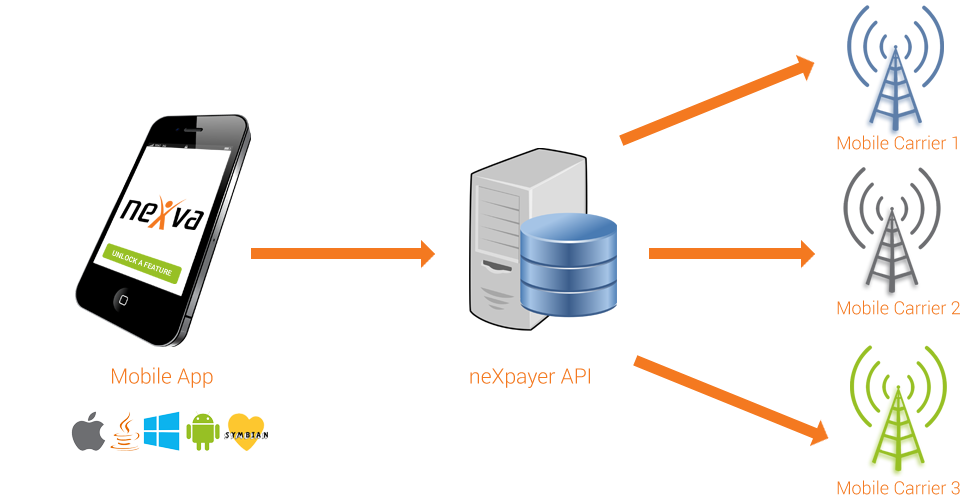 neXva
UNLOCK A FEATURE
Mobile App
SYMBIAN
neXpayer API
Mobile Carrier 1
Mobile Carrier 2
Mobile Carrier 3